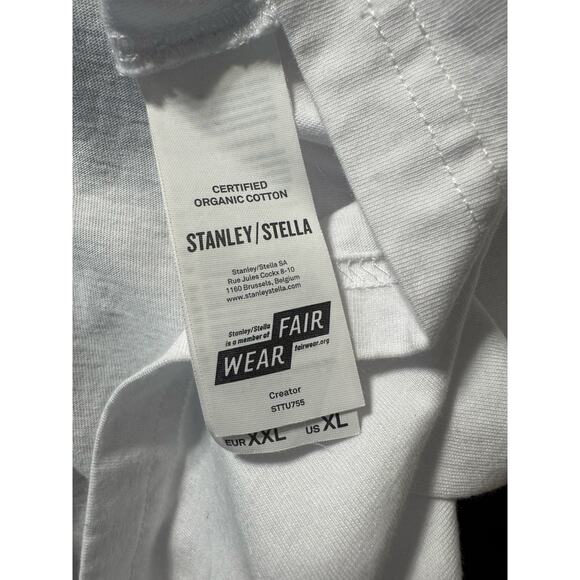 CERTIFIED
ORGANIC COTTON
STANLEY/STELLA
Stanley/Stella SA
Rue Jules Cockx 8-10
1160 Brussels, Belgium
www.stanleystella.com
Stanley/Stella
is a member of
FAIR
WEAR
fairwear.org
Creator
STTU755
EUR XXL US XL